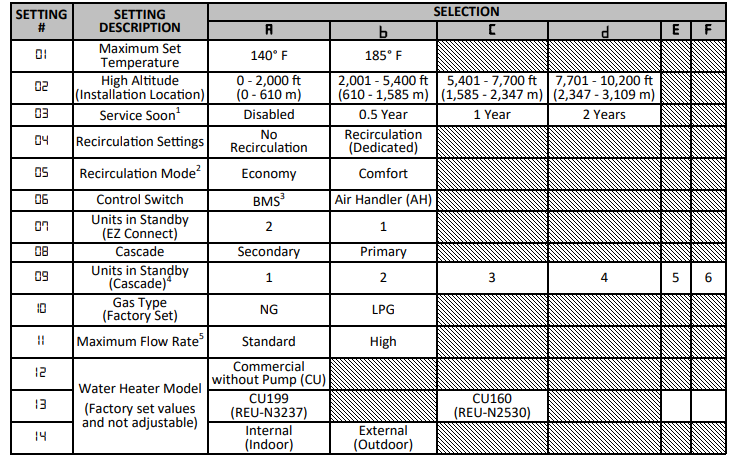 SETTING # SETTING DESCRIPTION SELECTION
A b C d E F
01 Maximum Set Temperature 140° F 185° F
02 High Altitude (Installation Location) 0 - 2,000 ft (0 - 610 m) 2,001 - 5,400 ft (610 - 1,585 m) 5,401 - 7,700 ft (1,585 - 2,347 m) 7,701 - 10,200 ft (2,347 - 3,109 m)
03 Service Soon¹ Disabled 0.5 Year 1 Year 2 Years
04 Recirculation Settings No Recirculation Recirculation (Dedicated)
05 Recirculation Mode² Economy Comfort
06 Control Switch BMS³ Air Handler (AH)
07 Units in Standby (EZ Connect) 2 1
08 Cascade Secondary Primary
09 Units in Standby (Cascade)⁴ 1 2 3 4 5 6
10 Gas Type (Factory Set) NG LPG
11 Maximum Flow Rate⁵ Standard High
12 Water Heater Model (Factory set values and not adjustable) Commercial without Pump (CU)
13 CU199 (REU-N3237) CU160 (REU-N2530)
14 Internal (Indoor) External (Outdoor)